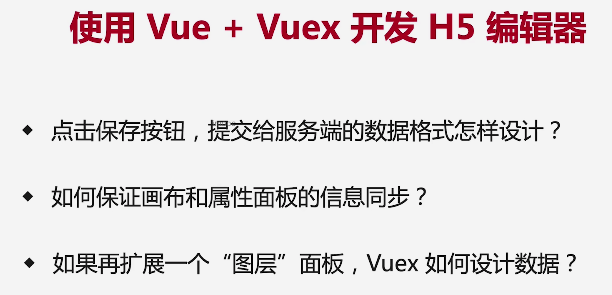 使用 Vue + Vuex 开发 H5 编辑器
◆ 点击保存按钮，提交给服务端的数据格式怎样设计？
◆ 如何保证画布和属性面板的信息同步？
◆ 如果再扩展一个“图层”面板，Vuex 如何设计数据？